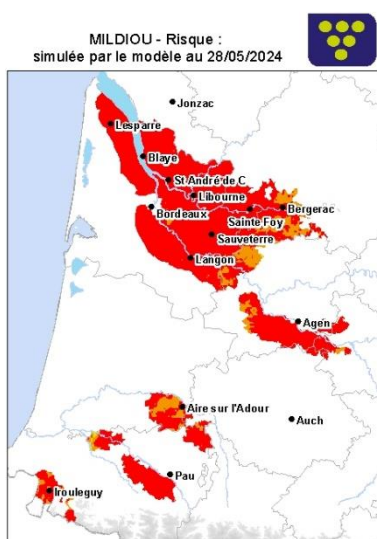 MILDIOU - Risque :
simulée par le modèle au 28/05/2024
Jonzac
Lesparre
Blaye
St André de C
Libourne
Bordeaux
Bergerac
Sainte Foy
Sauveterre
Langon
Agen
Aire sur l'Adour
Auch
Pau
Irouleguy